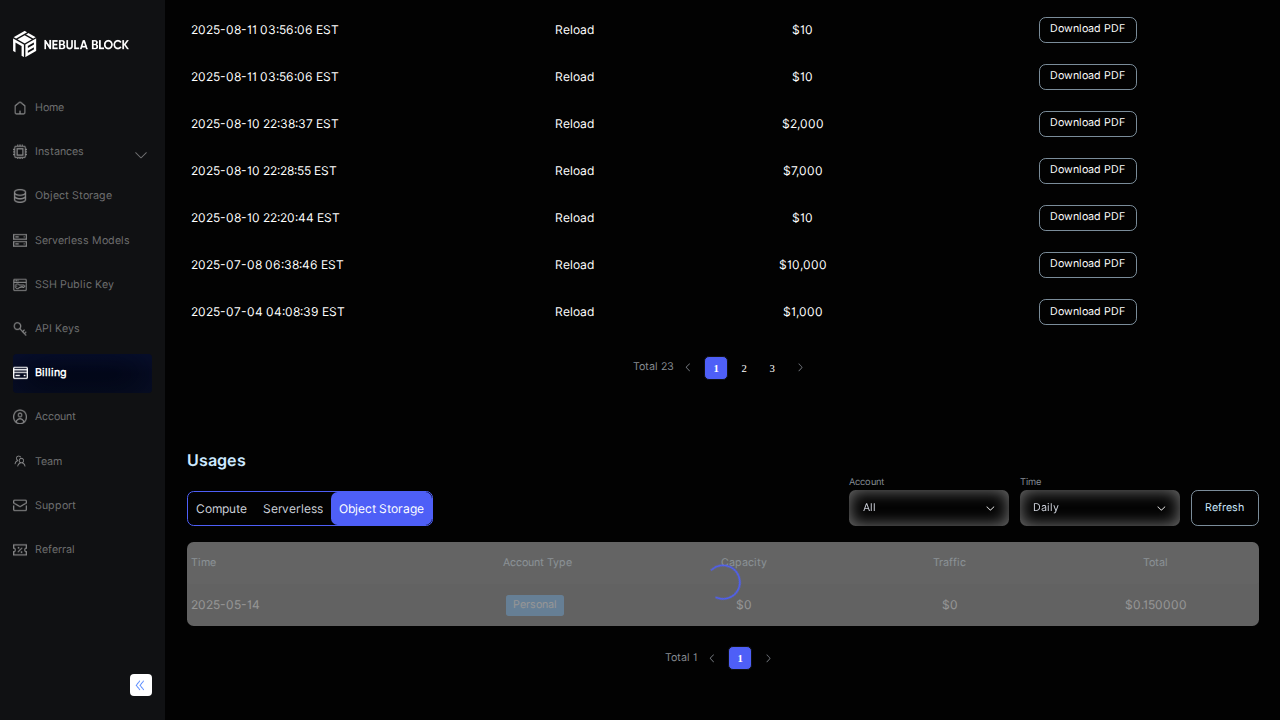 NEBULA BLOCK
Home
Instances
Object Storage
Serverless Models
SSH Public Key
API Keys
Billing
Account
Team
Support
Referral
2025-08-11 03:56:06 EST Reload $10 Download PDF
2025-08-11 03:56:06 EST Reload $10 Download PDF
2025-08-10 22:38:37 EST Reload $2,000 Download PDF
2025-08-10 22:28:55 EST Reload $7,000 Download PDF
2025-08-10 22:20:44 EST Reload $10 Download PDF
2025-07-08 06:38:46 EST Reload $10,000 Download PDF
2025-07-04 04:08:39 EST Reload $1,000 Download PDF
Total 23 1 2 3
Usages
Account Time
Compute Serverless Object Storage All Daily Refresh
Time Account Type Capacity Traffic Total
2025-05-14 Personal $0 $0 $0.150000
Total 1 1